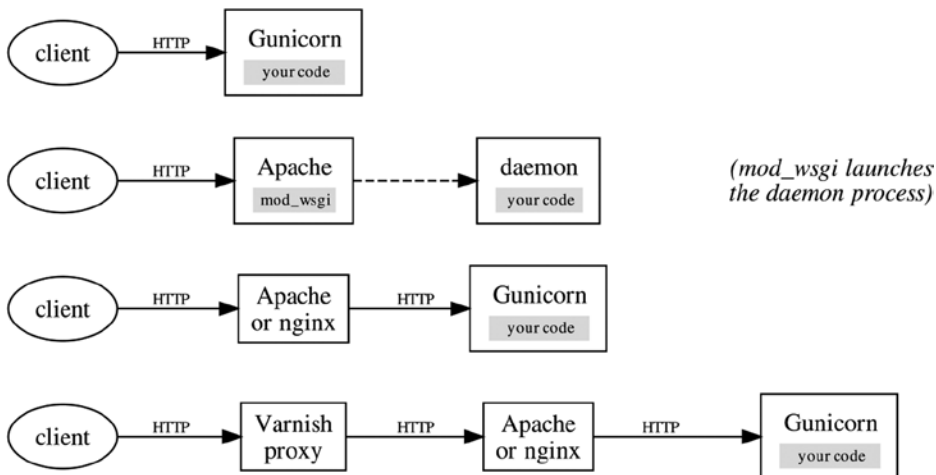 client
HTTP
Gunicorn
your code
client
HTTP
Apache
mod_wsgi
daemon
your code
(mod_wsgi launches
the daemon process)
client
HTTP
Apache
or nginx
HTTP
Gunicorn
your code
client
HTTP
Varnish
proxy
HTTP
Apache
or nginx
HTTP
Gunicorn
your code